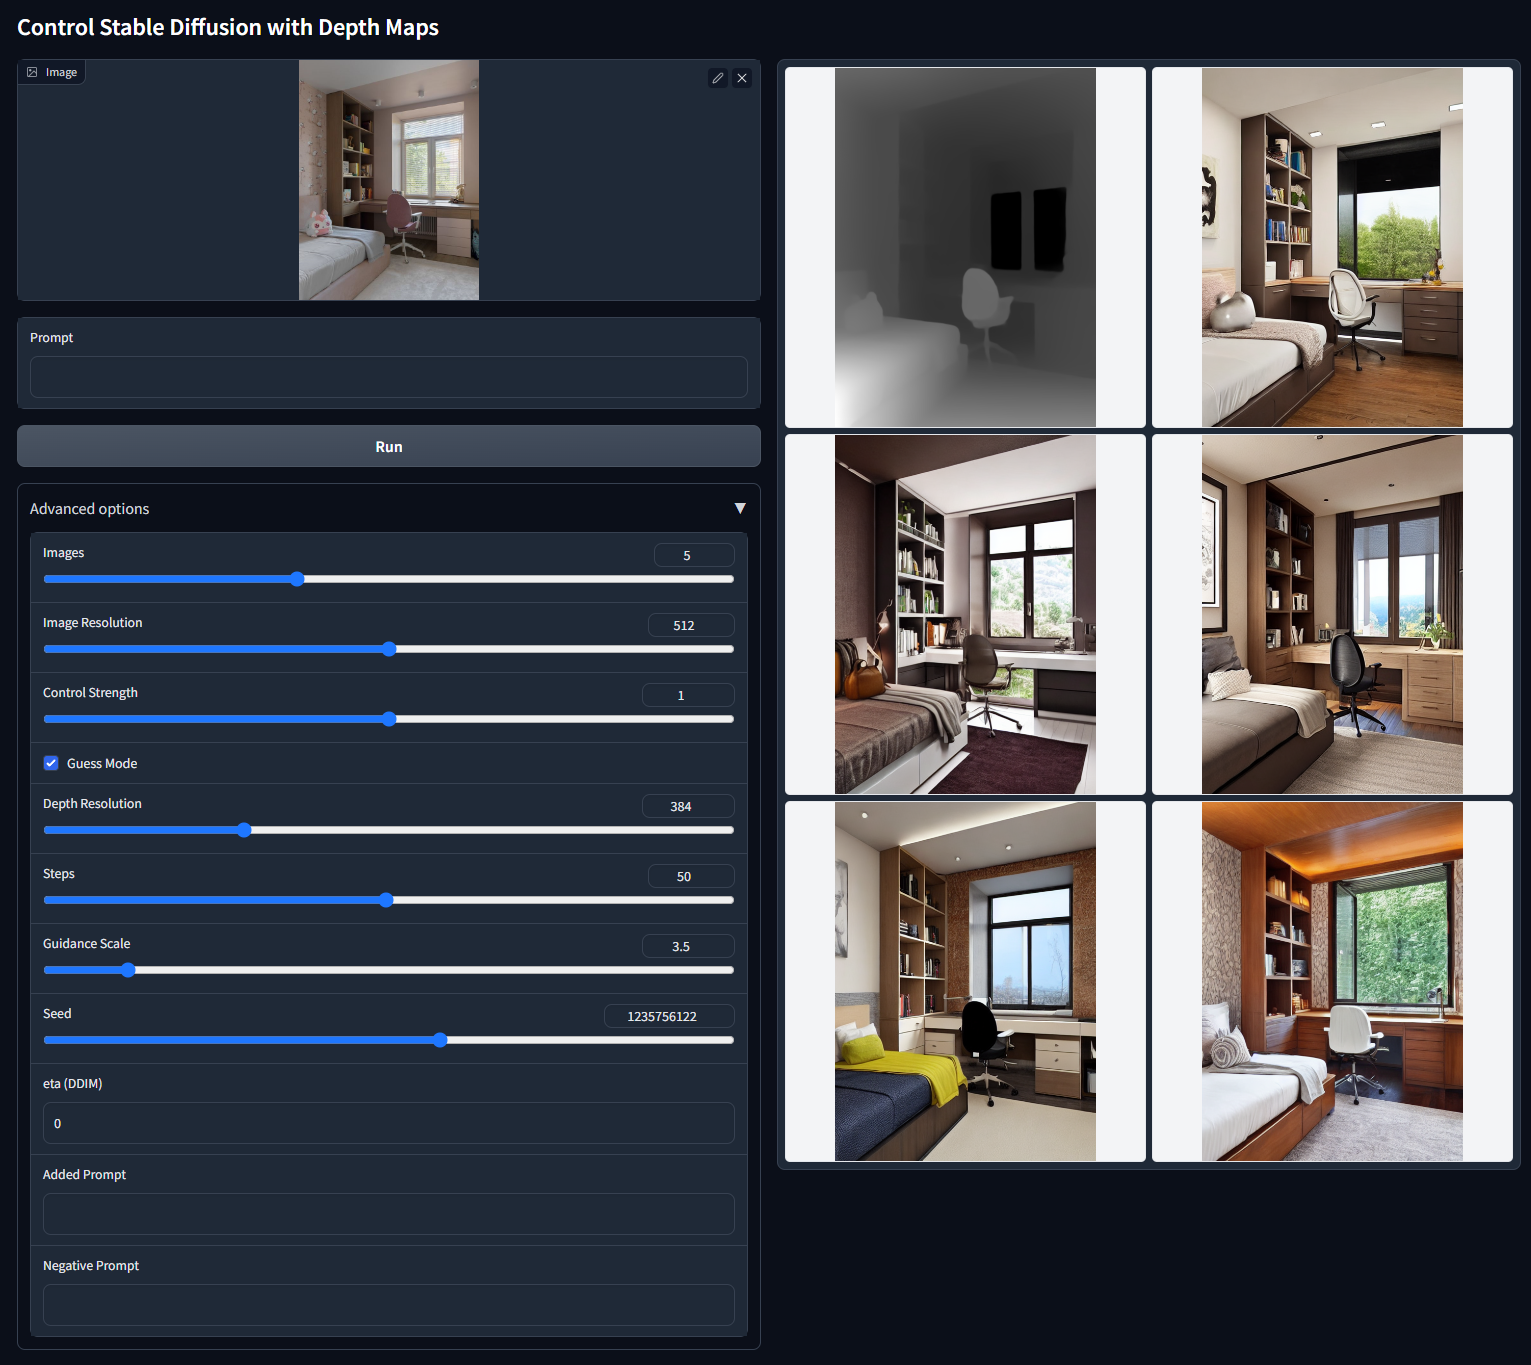 Control Stable Diffusion with Depth Maps
Image
Prompt
Run
Advanced options
Images
5
Image Resolution
512
Control Strength
1
Guess Mode
Depth Resolution
384
Steps
50
Guidance Scale
3.5
Seed
1235756122
eta (DDIM)
0
Added Prompt
Negative Prompt